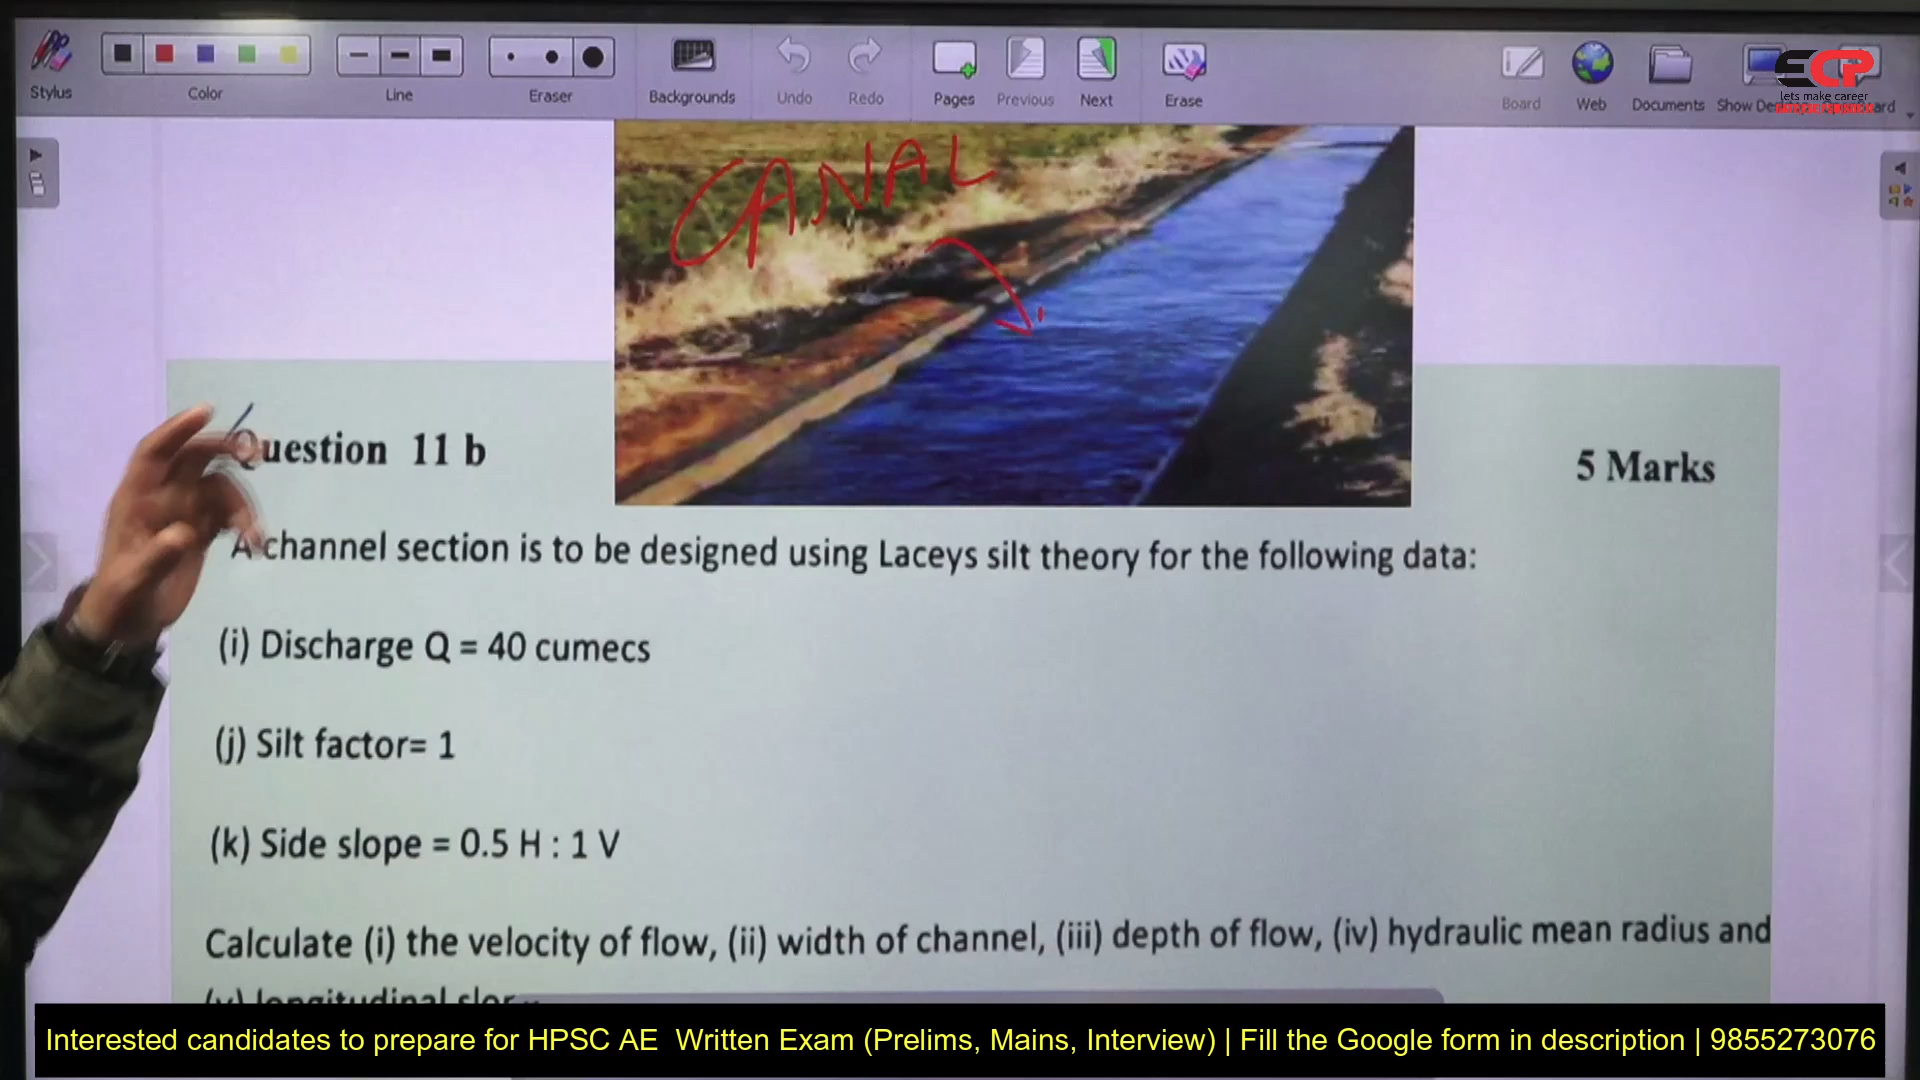 Stylus
Color
Line
Eraser
Backgrounds
Undo
Redo
Pages
Previous
Next
Erase
Board
Web
Documents
Show
ECP
lets make career
CANAL
Question 11 b
5 Marks
A channel section is to be designed using Laceys silt theory for the following data:
(i) Discharge Q = 40 cumecs
(j) Silt factor= 1
(k) Side slope = 0.5 H : 1 V
Calculate (i) the velocity of flow, (ii) width of channel, (iii) depth of flow, (iv) hydraulic mean radius and
(v) longitudinal
Interested candidates to prepare for HPSC AE Written Exam (Prelims, Mains, Interview) | Fill the Google form in description | 9855273076